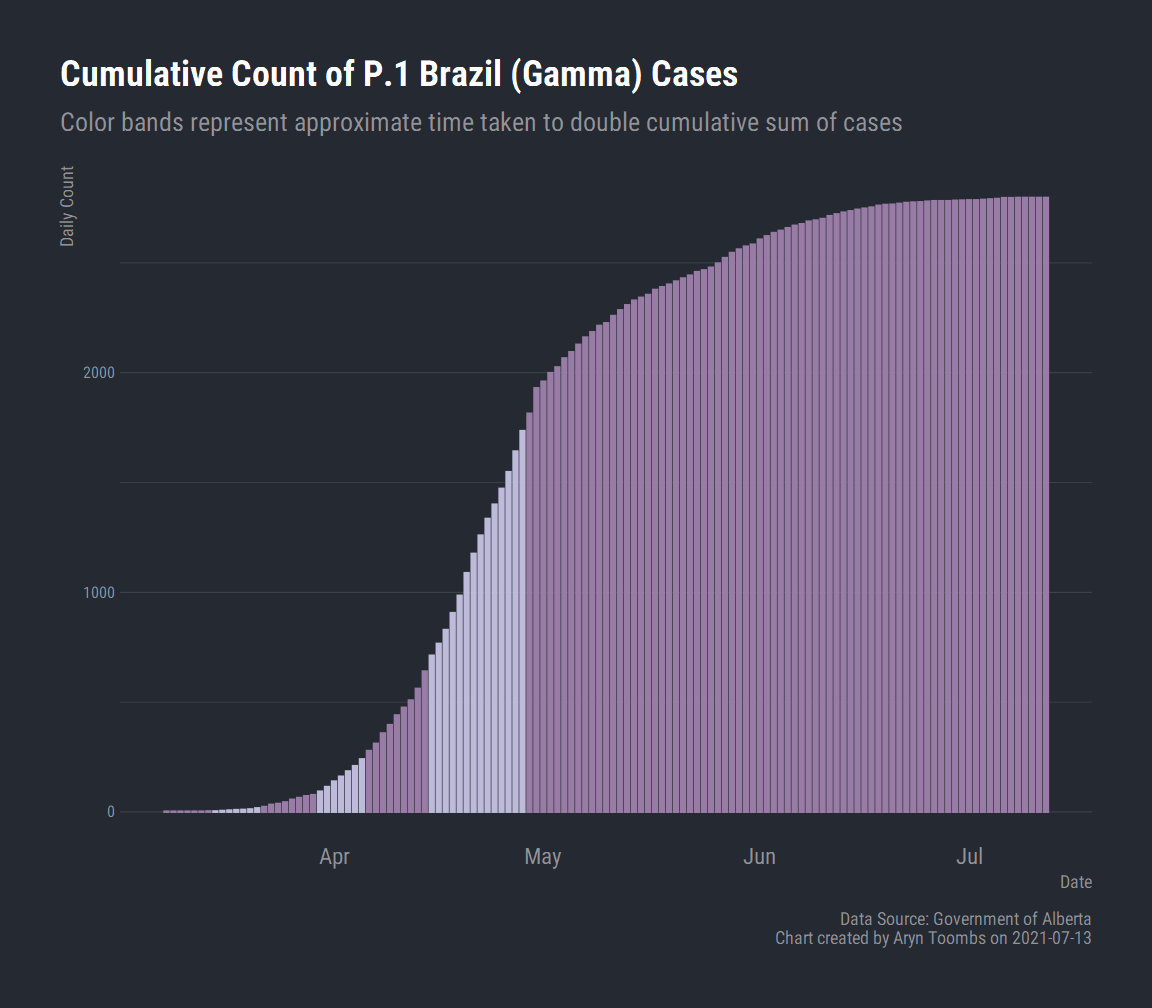 Cumulative Count of P.1 Brazil (Gamma) Cases
Color bands represent approximate time taken to double cumulative sum of cases
Daily Count
2000
1000
0
Apr May Jun Jul
Date
Data Source: Government of Alberta
Chart created by Aryn Toombs on 2021-07-13